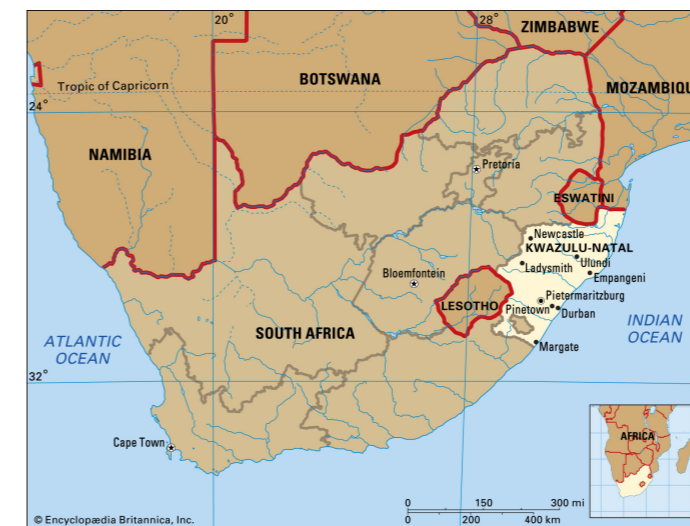 20°
28°
ZIMBABWE
BOTSWANA
Tropic of Capricorn
MOZAMBIQU
24°
NAMIBIA
Pretoria
ESWATINI
Newcastle
KWAZULU-NATAL
Ulundi
Ladysmith
Empangeni
Bloemfontein
Pietermaritzburg
LESOTHO
Pinetown
Durban
INDIAN
OCEAN
SOUTH AFRICA
ATLANTIC
OCEAN
Margate
32°
Cape Town
AFRICA
0 150 300 mi
0 200 400 km
© Encyclopædia Britannica, Inc.